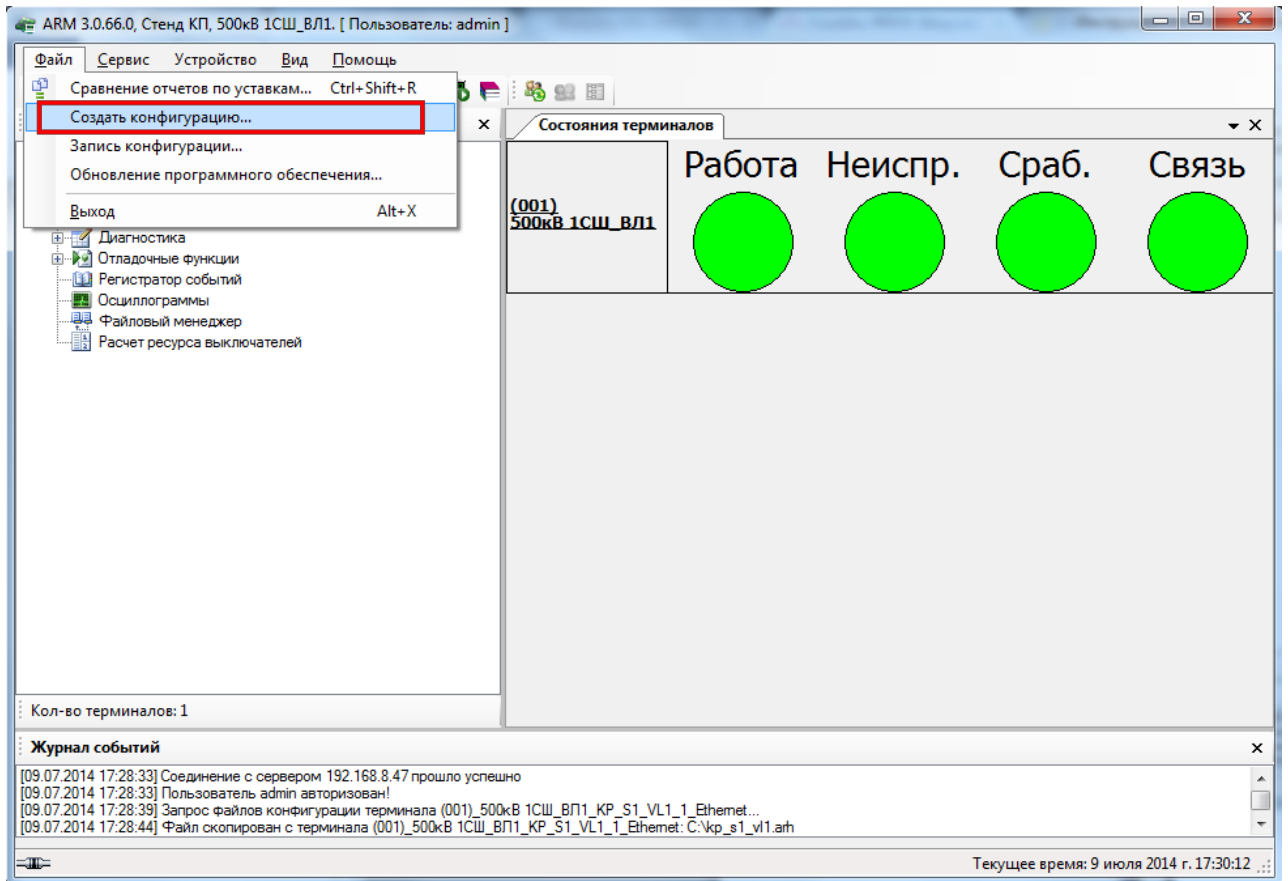 ARM 3.0.66.0, Стенд КП, 500кВ 1СШ_ВЛ1. [ Пользователь: admin ]
Файл Сервис Устройство Вид Помощь
Сравнение отчетов по уставкам... Ctrl+Shift+R
Создать конфигурацию...
Запись конфигурации...
Обновление программного обеспечения...
Выход Alt+X
Диагностика
Отладочные функции
Регистратор событий
Осциллограммы
Файловый менеджер
Расчет ресурса выключателей
Кол-во терминалов: 1
Состояния терминалов
Работа Неиспр. Сраб. Связь
(001)
500кВ 1СШ_ВЛ1
Журнал событий
[09.07.2014 17:28:33] Соединение с сервером 192.168.8.47 прошло успешно
[09.07.2014 17:28:33] Пользователь admin авторизован!
[09.07.2014 17:28:39] Запрос файлов конфигурации терминала (001)_500кВ 1СШ_ВЛ1_KP_S1_VL1_1_Ethernet...
[09.07.2014 17:28:44] Файл скопирован с терминала (001)_500кВ 1СШ_ВЛ1_KP_S1_VL1_1_Ethernet: C:\kp_s1_vl1.arh
Текущее время: 9 июля 2014 г. 17:30:12